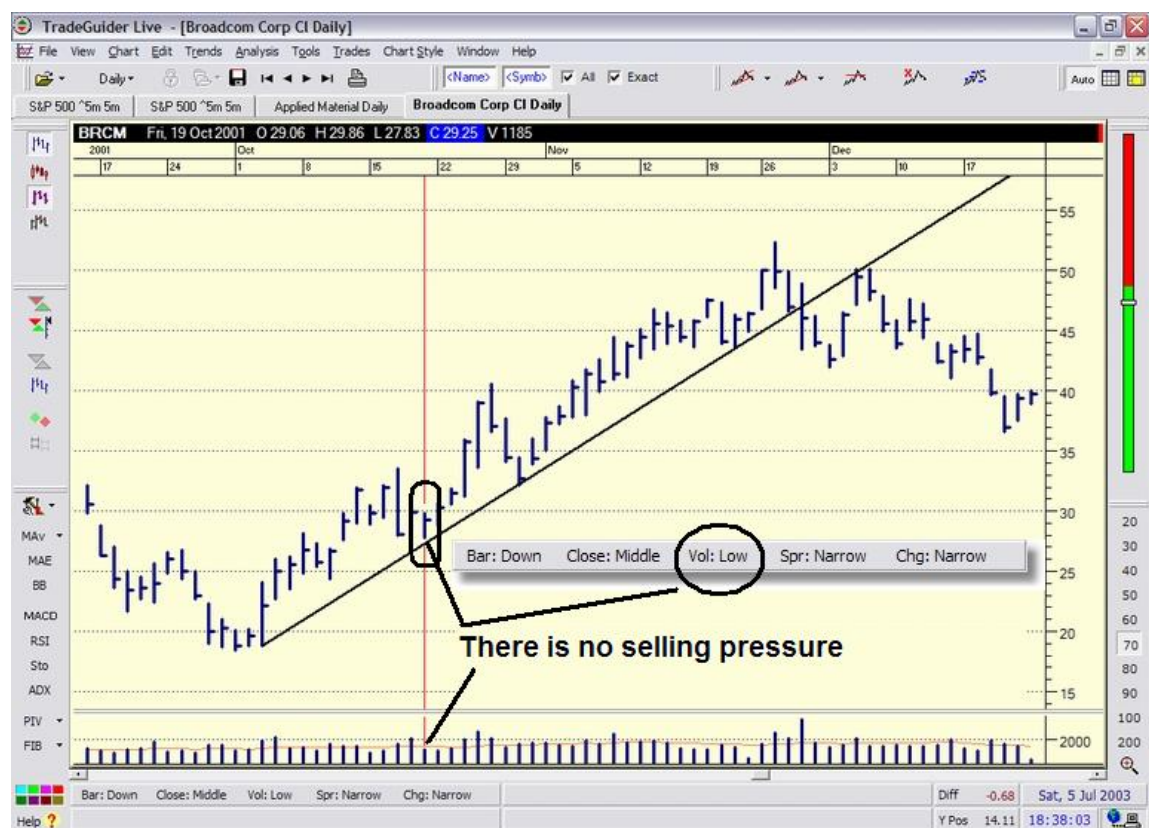 TradeGuider Live - [Broadcom Corp Cl Daily]
File View Chart Edit Trends Analysis Tools Trades Chart Style Window Help
Daily <Name> <Symb> All Exact Auto
S&P 500 ^5m 5m S&P 500 ^5m 5m Applied Material Daily Broadcom Corp Cl Daily
BRCM Fri, 19 Oct 2001 O 29.06 H 29.86 L 27.83 C 29.25 V 1185
2001 Oct Nov Dec
17 24 1 8 15 22 29 5 12 19 26 3 10 17
55
50
45
40
35
30
25
20
15
2000
Bar: Down Close: Middle Vol: Low Spr: Narrow Chg: Narrow
There is no selling pressure
MAv
MAE
BB
MACD
RSI
Sto
ADX
PIV
FIB
20
30
40
50
60
70
80
90
100
200
Bar: Down Close: Middle Vol: Low Spr: Narrow Chg: Narrow Diff -0.68 Sat, 5 Jul 2003
Help ? Y Pos 14.11 18:38:03